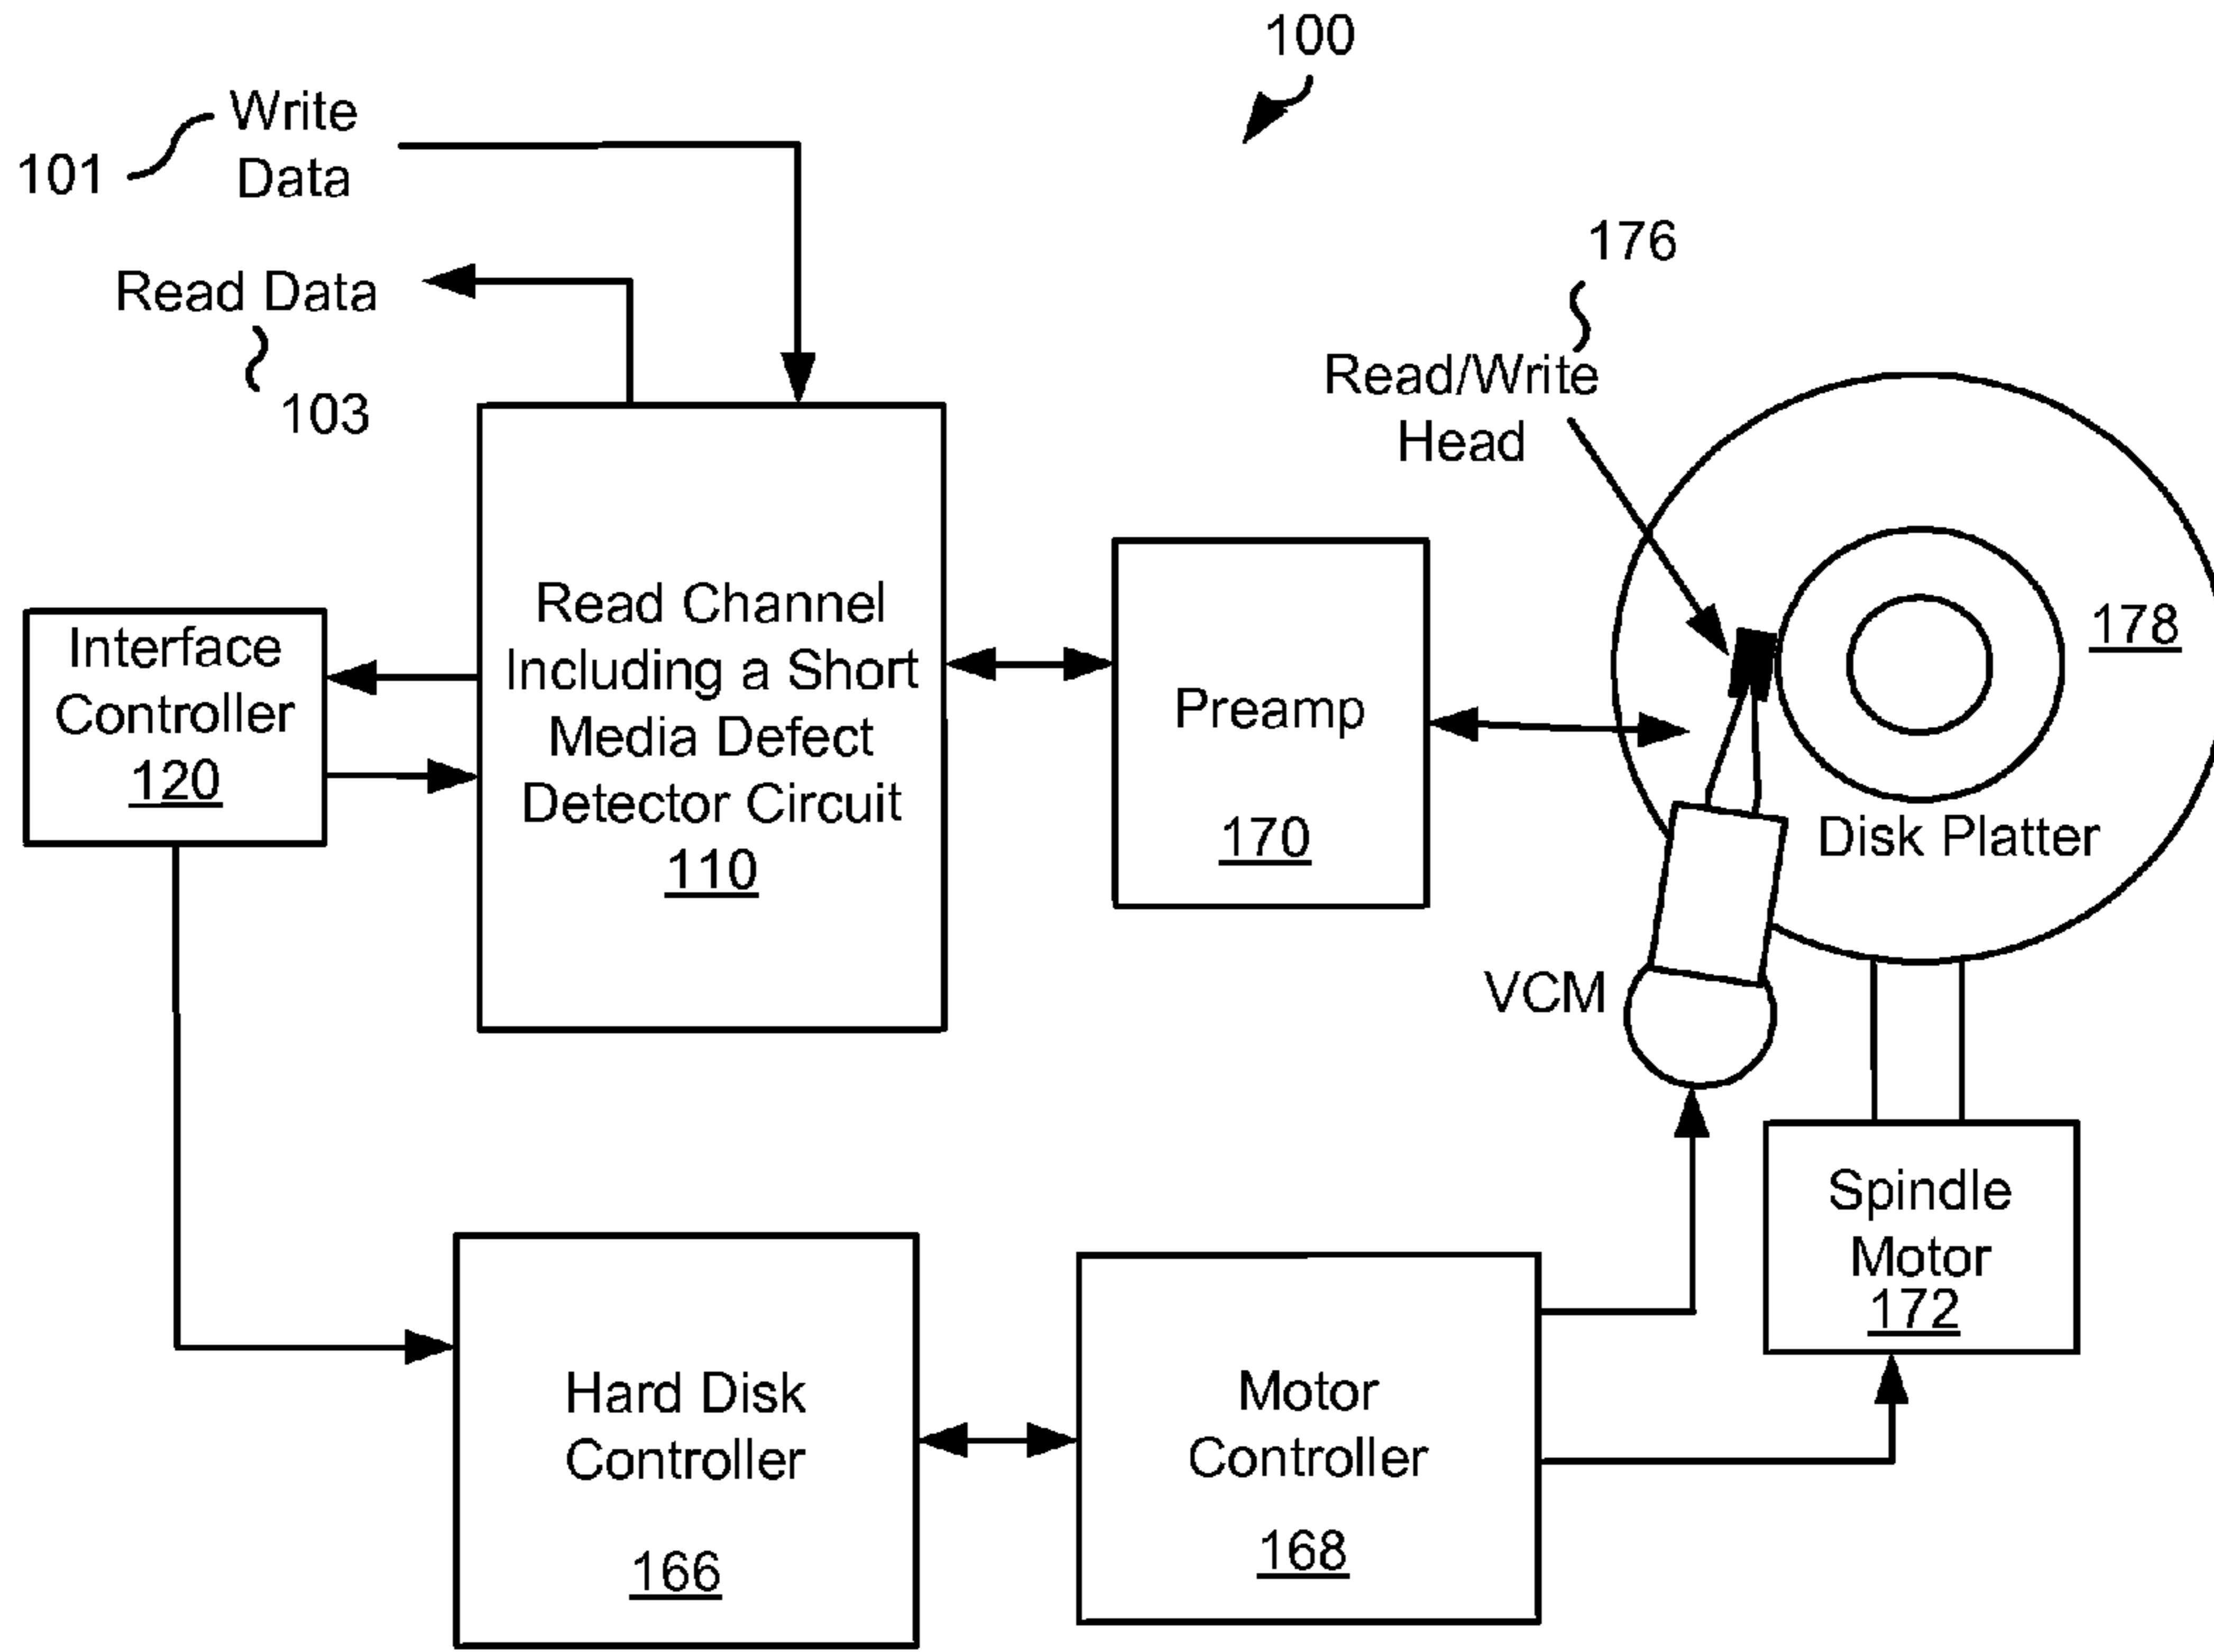 100
Write
Data
101
Read Data
103
176
Read/Write
Head
178
Interface
Controller
120
Read Channel
Including a Short
Media Defect
Detector Circuit
110
Preamp
170
Disk Platter
VCM
Spindle
Motor
172
Hard Disk
Controller
166
Motor
Controller
168